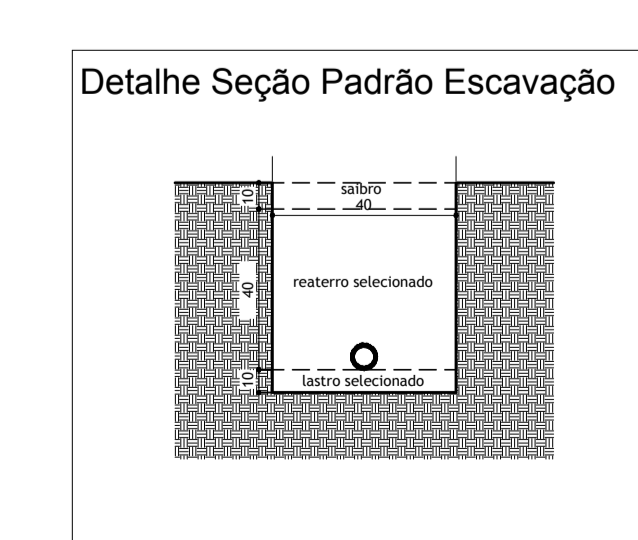 Detalhe Seção Padrão Escavação
10
saibro
40
40
reaterro selecionado
10
lastro selecionado